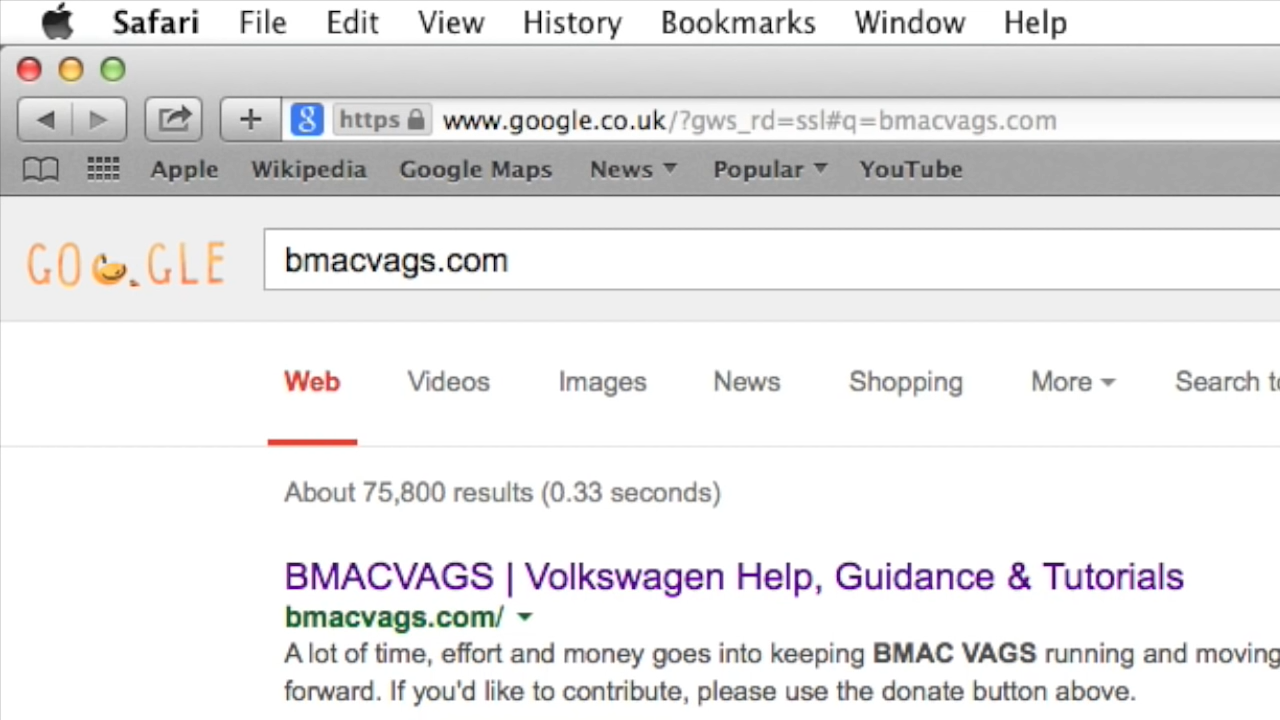 Safari File Edit View History Bookmarks Window Help
https www.google.co.uk/?gws_rd=ssl#q=bmacvags.com
Apple Wikipedia Google Maps News Popular YouTube
GOOGLE bmacvags.com
Web Videos Images News Shopping More Search to
About 75,800 results (0.33 seconds)
BMACVAGS | Volkswagen Help, Guidance & Tutorials
bmacvags.com/
A lot of time, effort and money goes into keeping BMAC VAGS running and moving
forward. If you'd like to contribute, please use the donate button above.